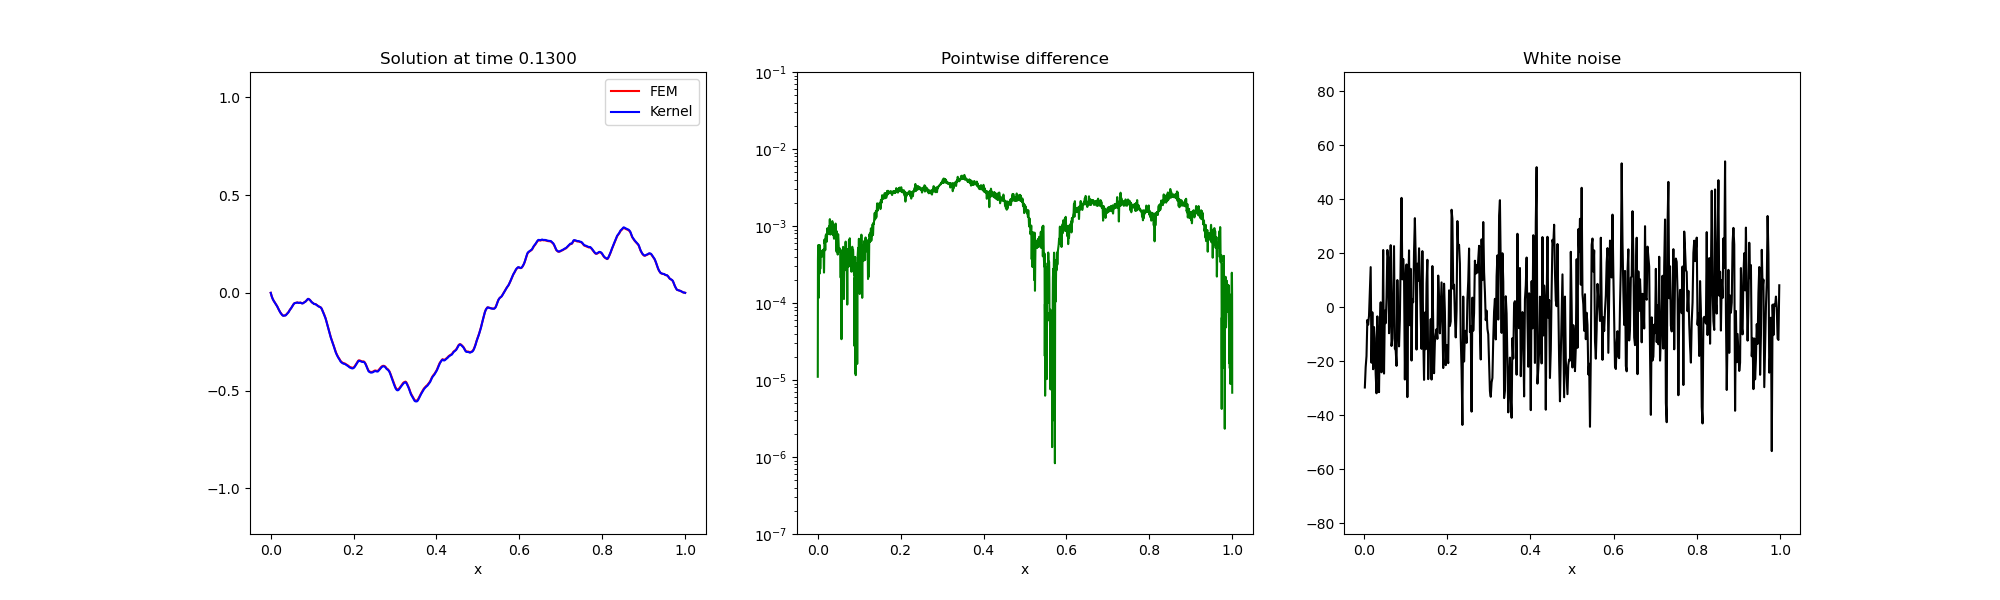 Solution at time 0.1300
1.0
0.5
0.0
−0.5
−1.0
0.0 0.2 0.4 0.6 0.8 1.0
x
FEM
Kernel
Pointwise difference
10⁻¹
10⁻²
10⁻³
10⁻⁴
10⁻⁵
10⁻⁶
10⁻⁷
0.0 0.2 0.4 0.6 0.8 1.0
x
White noise
80
60
40
20
0
−20
−40
−60
−80
0.0 0.2 0.4 0.6 0.8 1.0
x